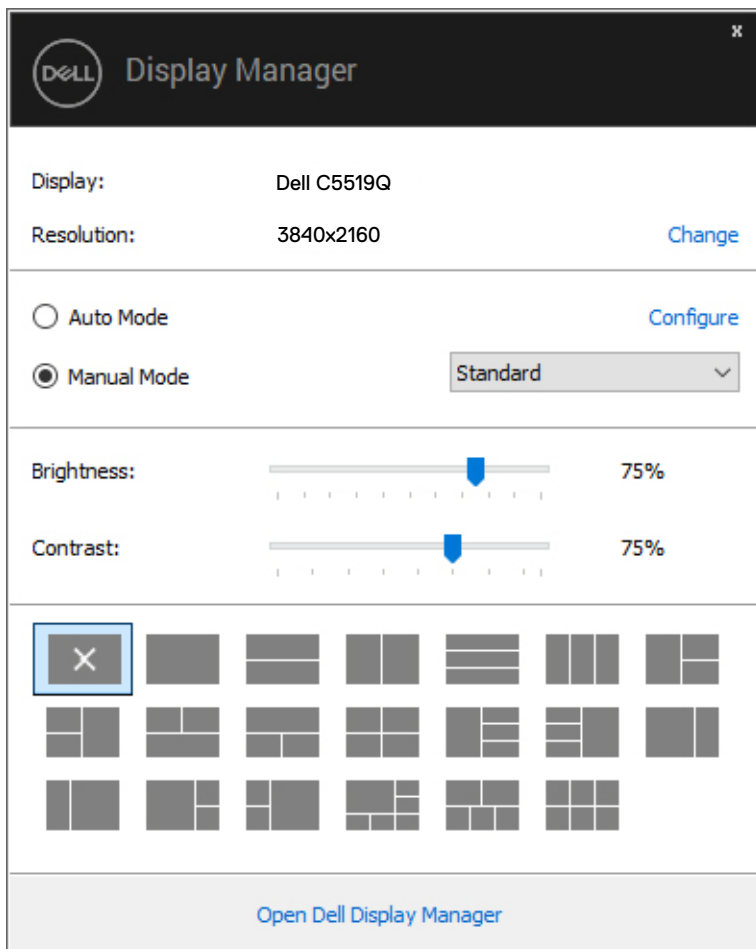 x
DELL Display Manager
Display: Dell C5519Q
Resolution: 3840x2160 Change
Auto Mode Configure
Manual Mode Standard
Brightness: 75%
Contrast: 75%
Open Dell Display Manager